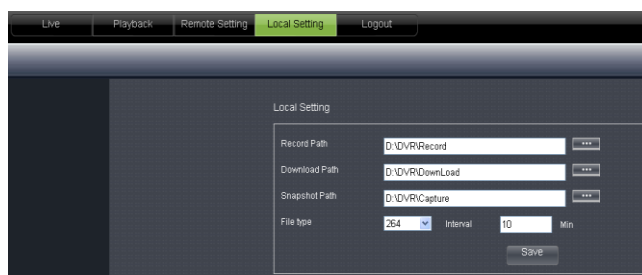 Live Playback Remote Setting Local Setting Logout
Local Setting
Record Path D:\DVR\Record ...
Download Path D:\DVR\DownLoad ...
Snapshot Path D:\DVR\Capture ...
File type 264 Interval 10 Min
Save